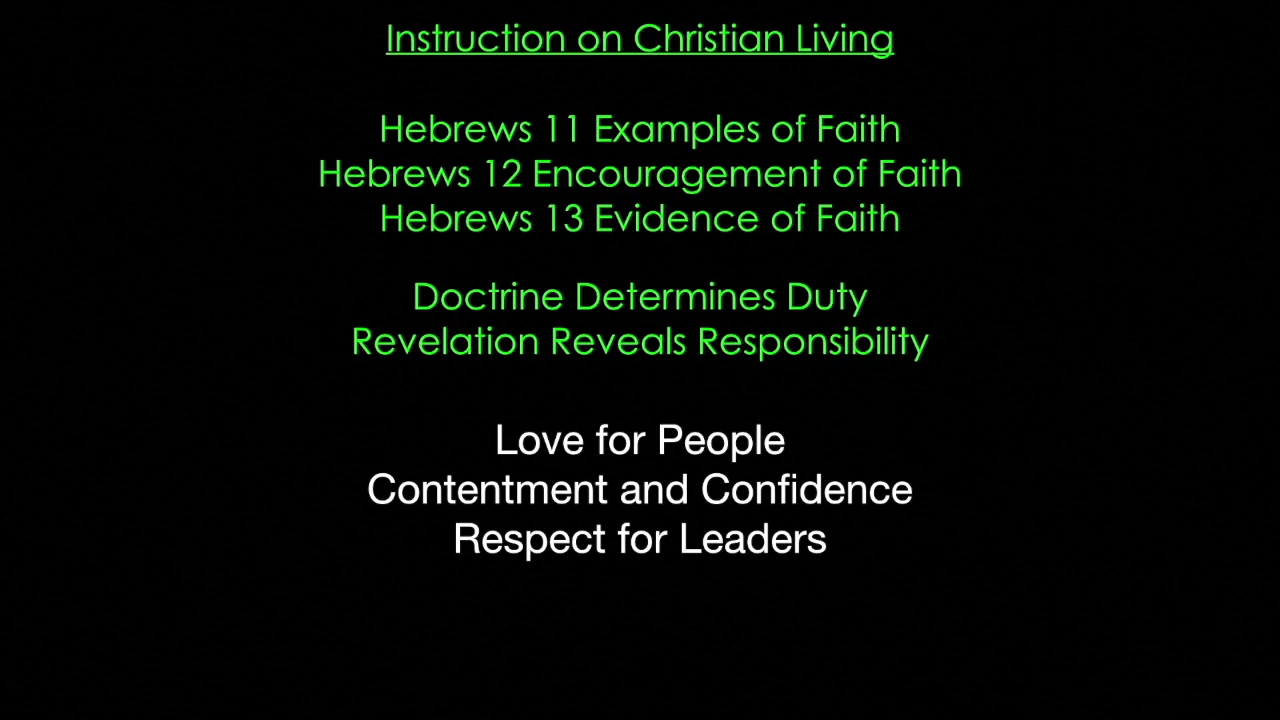 Instruction on Christian Living
Hebrews 11 Examples of Faith
Hebrews 12 Encouragement of Faith
Hebrews 13 Evidence of Faith
Doctrine Determines Duty
Revelation Reveals Responsibility
Love for People
Contentment and Confidence
Respect for Leaders